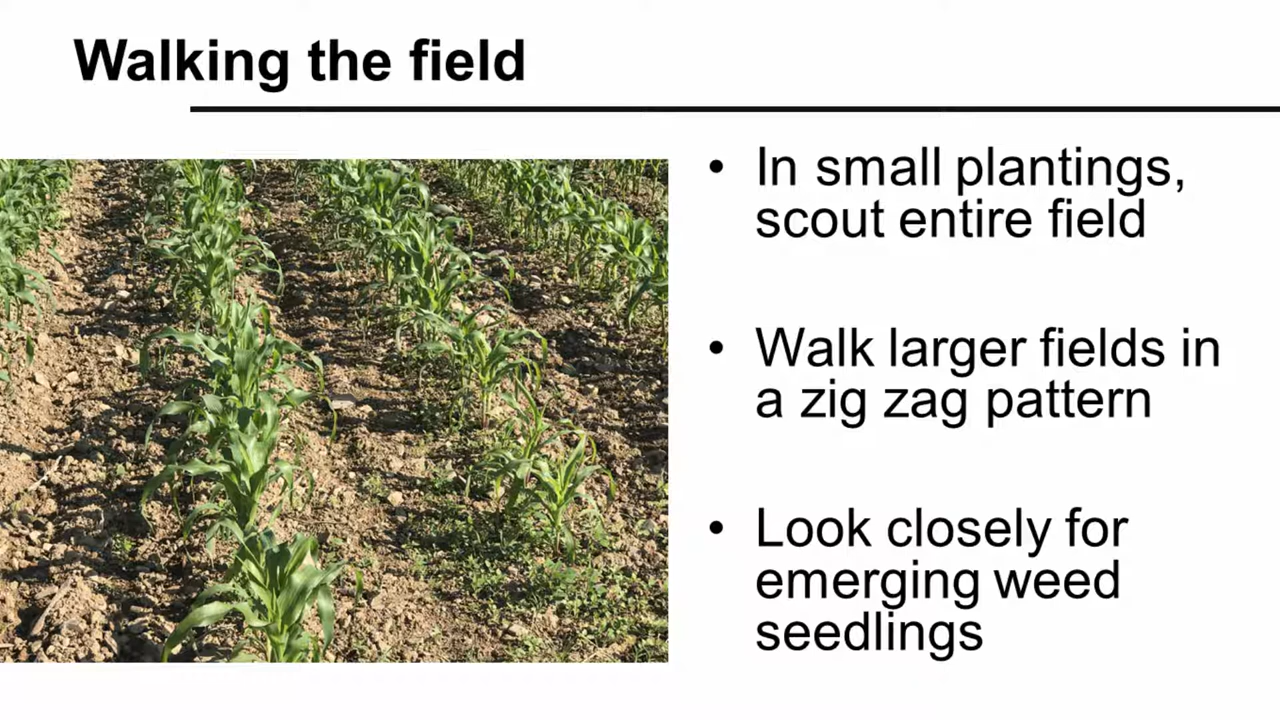 Walking the field
• In small plantings,
scout entire field
• Walk larger fields in
a zig zag pattern
• Look closely for
emerging weed
seedlings